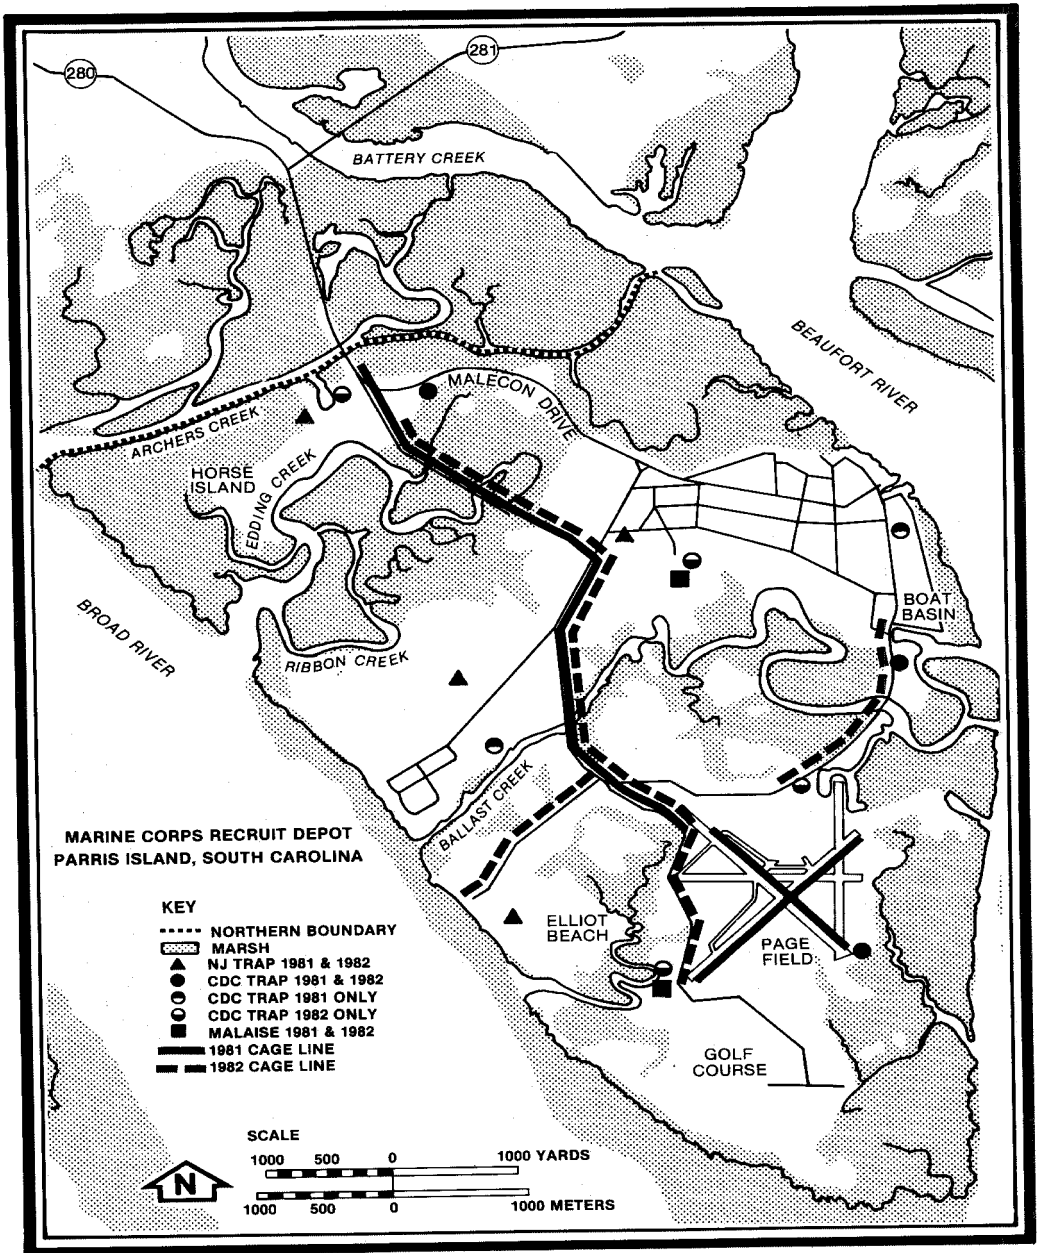 280
281
BATTERY CREEK
BEAUFORT RIVER
MALECON DRIVE
ARCHERS CREEK
HORSE
ISLAND
EDDING CREEK
BROAD RIVER
RIBBON CREEK
BOAT
BASIN
BALLAST CREEK
MARINE CORPS RECRUIT DEPOT
PARRIS ISLAND, SOUTH CAROLINA
ELLIOT
BEACH
PAGE
FIELD
GOLF
COURSE
KEY
NORTHERN BOUNDARY
MARSH
NJ TRAP 1981 & 1982
CDC TRAP 1981 & 1982
CDC TRAP 1981 ONLY
CDC TRAP 1982 ONLY
MALAISE 1981 & 1982
1981 CAGE LINE
1982 CAGE LINE
SCALE
1000 500 0 1000 YARDS
1000 500 0 1000 METERS
N